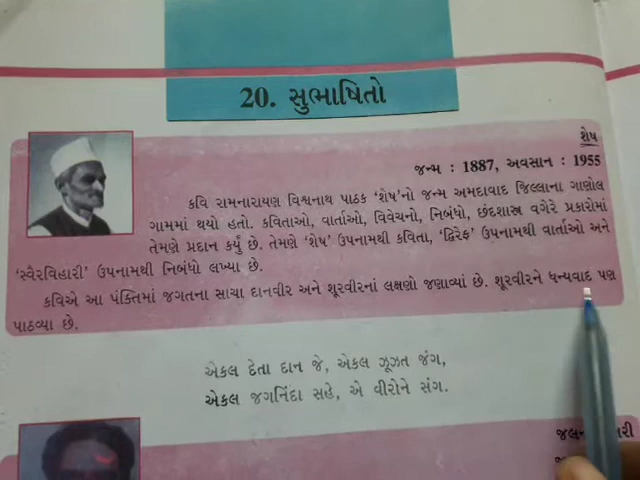 20. સુભાષિતો
શેષ
જન્મ : 1887, અવસાન : 1955
કવિ રામનારાયણ વિશ્વનાથ પાઠક ‘શેષ’નો જન્મ અમદાવાદ જિલ્લાના ગાણોલ
ગામમાં થયો હતો. કવિતાઓ, વાર્તાઓ, વિવેચનો, નિબંધો, છંદશાસ્ત્ર વગેરે પ્રકારોમાં
તેમણે પ્રદાન કર્યું છે. તેમણે ‘શેષ’ ઉપનામથી કવિતા, ‘દ્વિરેફ’ ઉપનામથી વાર્તાઓ અને
‘સ્વૈરવિહારી’ ઉપનામથી નિબંધો લખ્યા છે.
કવિએ આ પંક્તિમાં જગતના સાચા દાનવીર અને શૂરવીરનાં લક્ષણો જણાવ્યાં છે. શૂરવીરને ધન્યવાદ પણ
પાઠવ્યા છે.
એકલ દેતા દાન જે, એકલ ઝૂઝત જંગ,
એકલ જગનિંદા સહે, એ વીરોને સંગ.